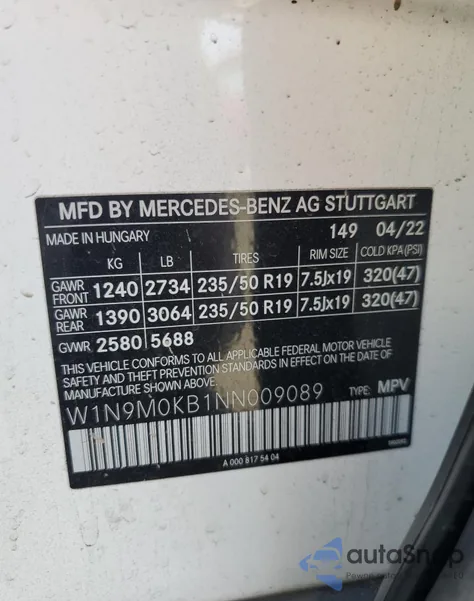 MFD BY MERCEDES-BENZ AG STUTTGART
MADE IN HUNGARY 149 04/22
KG LB TIRES RIM SIZE COLD KPA(PSI)
GAWR FRONT 1240 2734 235/50 R19 7.5Jx19 320(47)
GAWR REAR 1390 3064 235/50 R19 7.5Jx19 320(47)
GVWR 2580 5688
THIS VEHICLE CONFORMS TO ALL APPLICABLE FEDERAL MOTOR VEHICLE
SAFETY, BUMPER AND THEFT PREVENTION STANDARDS IN EFFECT ON THE DATE OF
MANUFACTURE SHOWN ABOVE.
W1N9M0KB1NN009089 TYPE: MPV
A 000 817 54 04
autaSnap